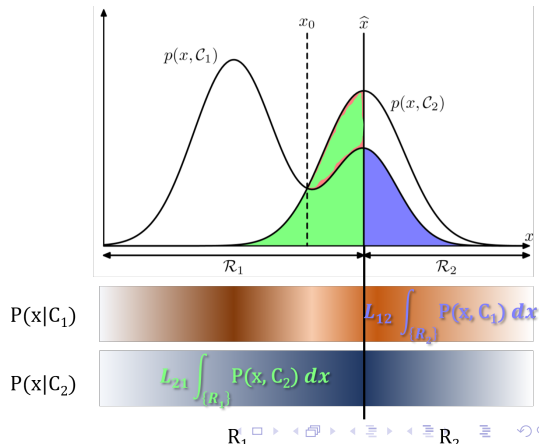 x₀ x̂
p(x, C₁)
p(x, C₂)
x
R₁ R₂
P(x|C₁) L₁₂ ∫_{R₂} P(x, C₁) dx
P(x|C₂) L₂₁ ∫_{R₁} P(x, C₂) dx
R₁ R₂